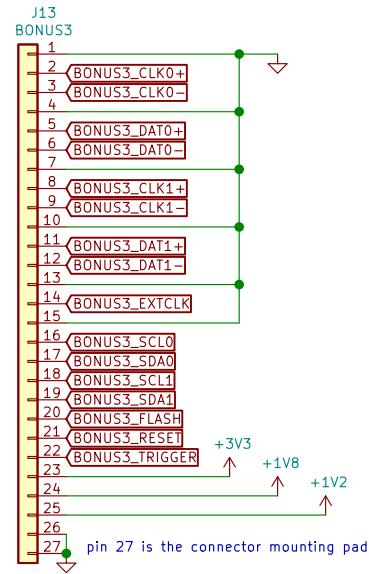 J13
BONUS3
1
2 BONUS3_CLK0+
3 BONUS3_CLK0-
4
5 BONUS3_DAT0+
6 BONUS3_DAT0-
7
8 BONUS3_CLK1+
9 BONUS3_CLK1-
10
11 BONUS3_DAT1+
12 BONUS3_DAT1-
13
14 BONUS3_EXTCLK
15
16 BONUS3_SCL0
17 BONUS3_SDA0
18 BONUS3_SCL1
19 BONUS3_SDA1
20 BONUS3_FLASH
21 BONUS3_RESET
22 BONUS3_TRIGGER
+3V3
23
+1V8
24
+1V2
25
26
27 pin 27 is the connector mounting pad